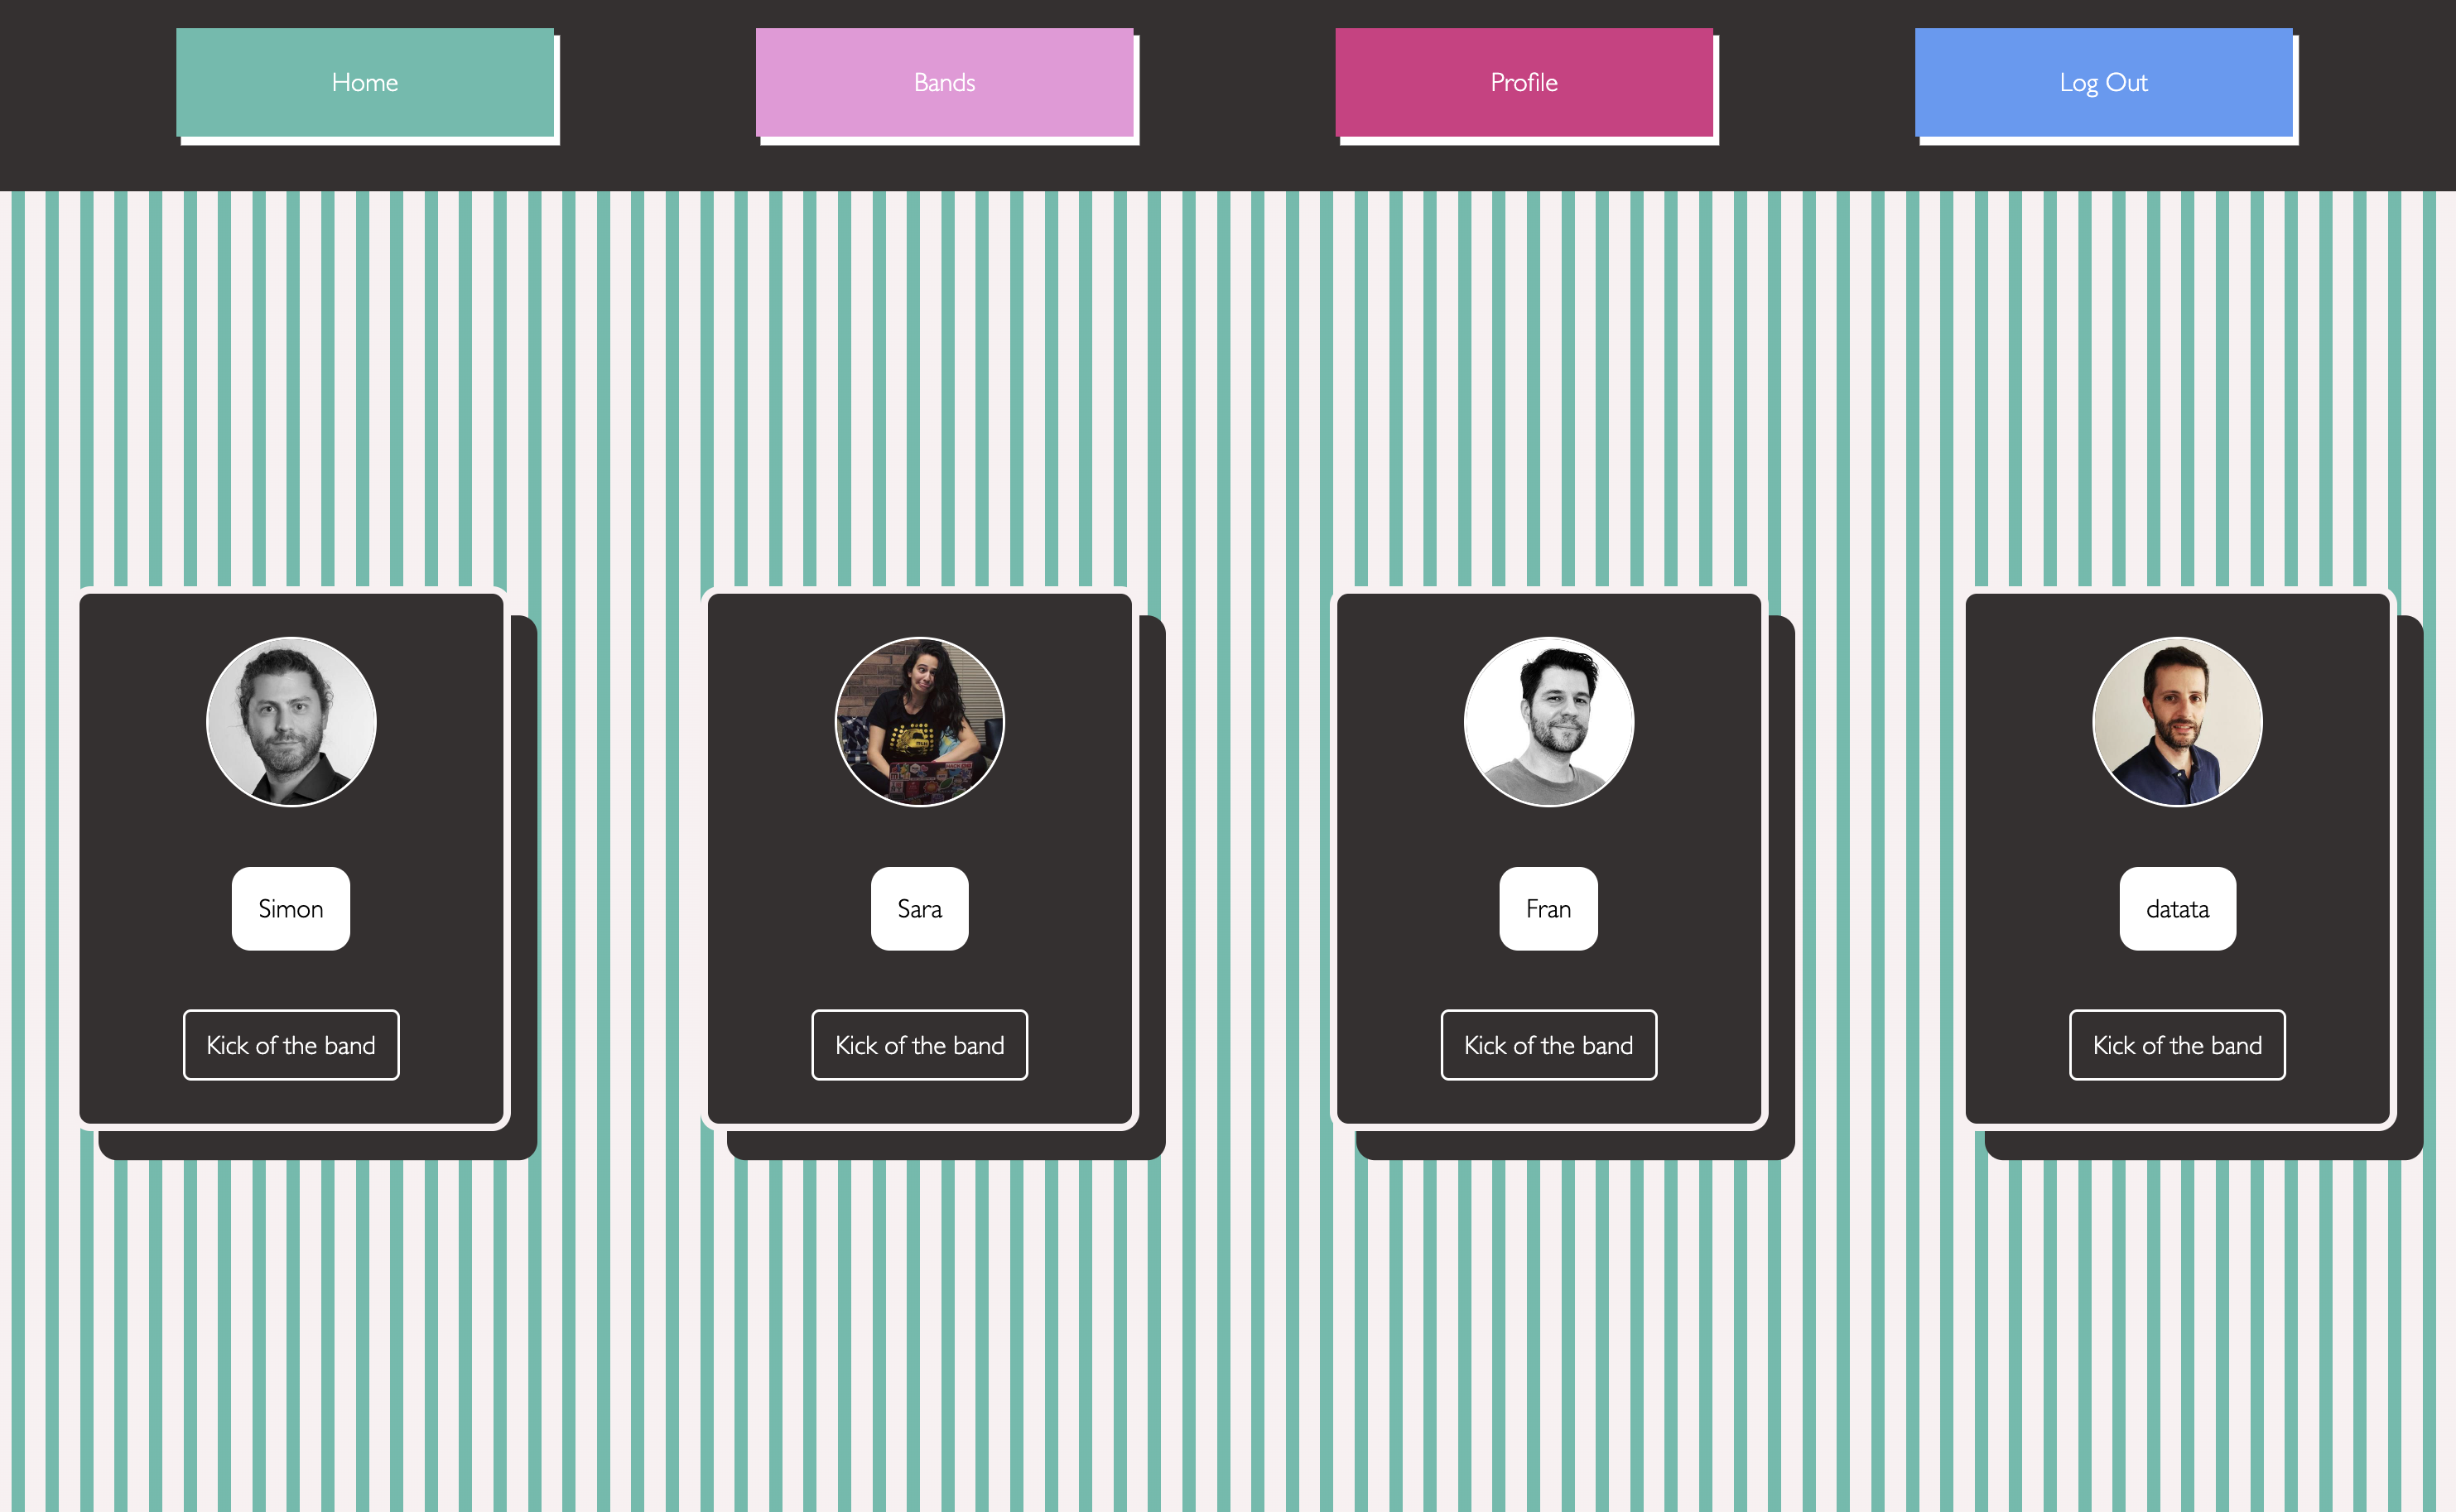 Home
Bands
Profile
Log Out
Simon
Sara
Fran
datata
Kick of the band
Kick of the band
Kick of the band
Kick of the band